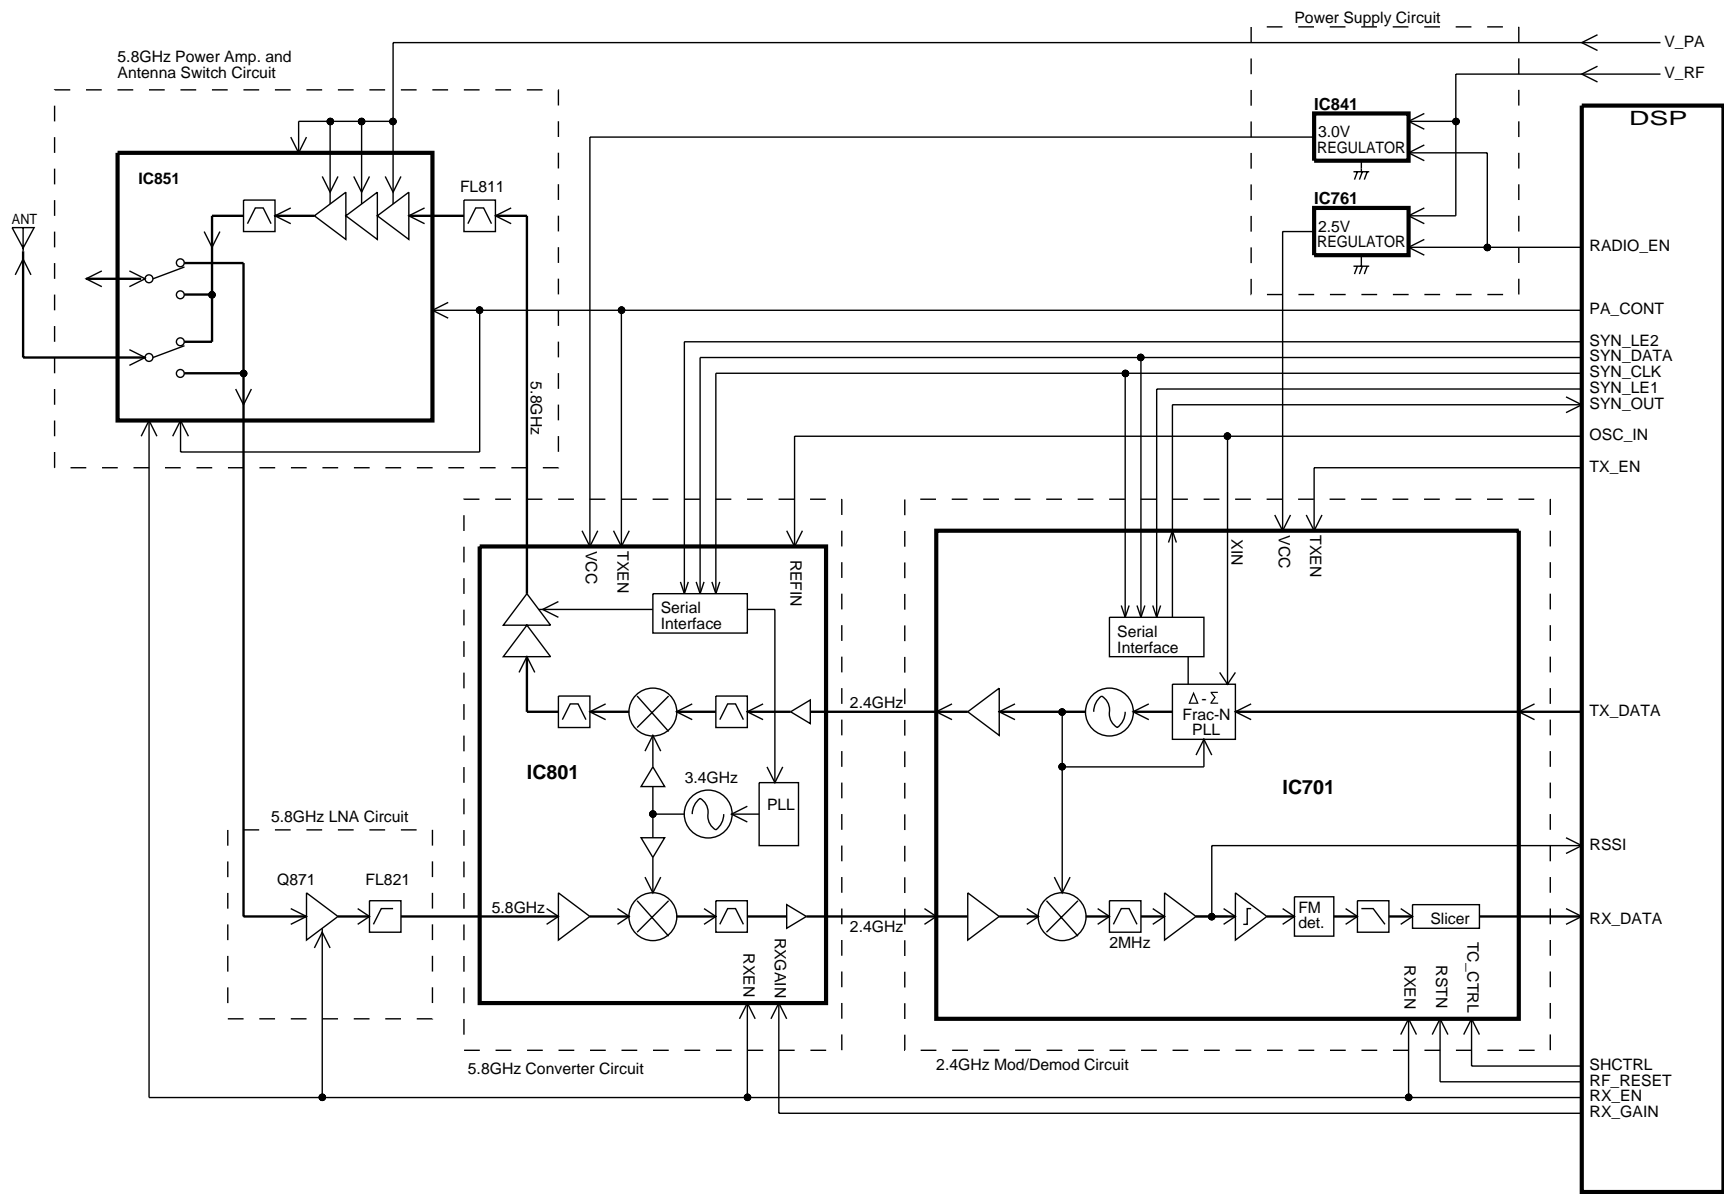 Power Supply Circuit
V_PA
5.8GHz Power Amp. and
Antenna Switch Circuit
V_RF
IC841
DSP
3.0V
REGULATOR
IC851
FL811
IC761
ANT
2.5V
REGULATOR
RADIO_EN
PA_CONT
SYN_LE2
SYN_DATA
SYN_CLK
SYN_LE1
SYN_OUT
5.8GHz
OSC_IN
TX_EN
VCC
TXEN
REFIN
XIN
VCC
TXEN
Serial
Interface
Serial
Interface
2.4GHz
Δ - Σ
Frac-N
PLL
TX_DATA
IC801
3.4GHz
PLL
IC701
5.8GHz LNA Circuit
RSSI
Q871
FL821
5.8GHz
2.4GHz
2MHz
FM
det.
Slicer
RX_DATA
RXEN
RXGAIN
RXEN
RSTN
TC_CTRL
5.8GHz Converter Circuit
2.4GHz Mod/Demod Circuit
SHCTRL
RF_RESET
RX_EN
RX_GAIN